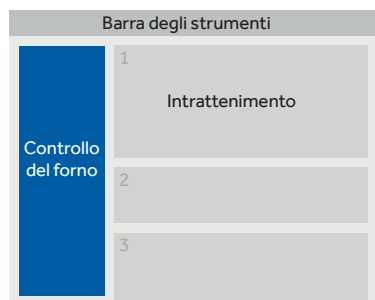 Barra degli strumenti
Controllo
del forno
1
Intrattenimento
2
3